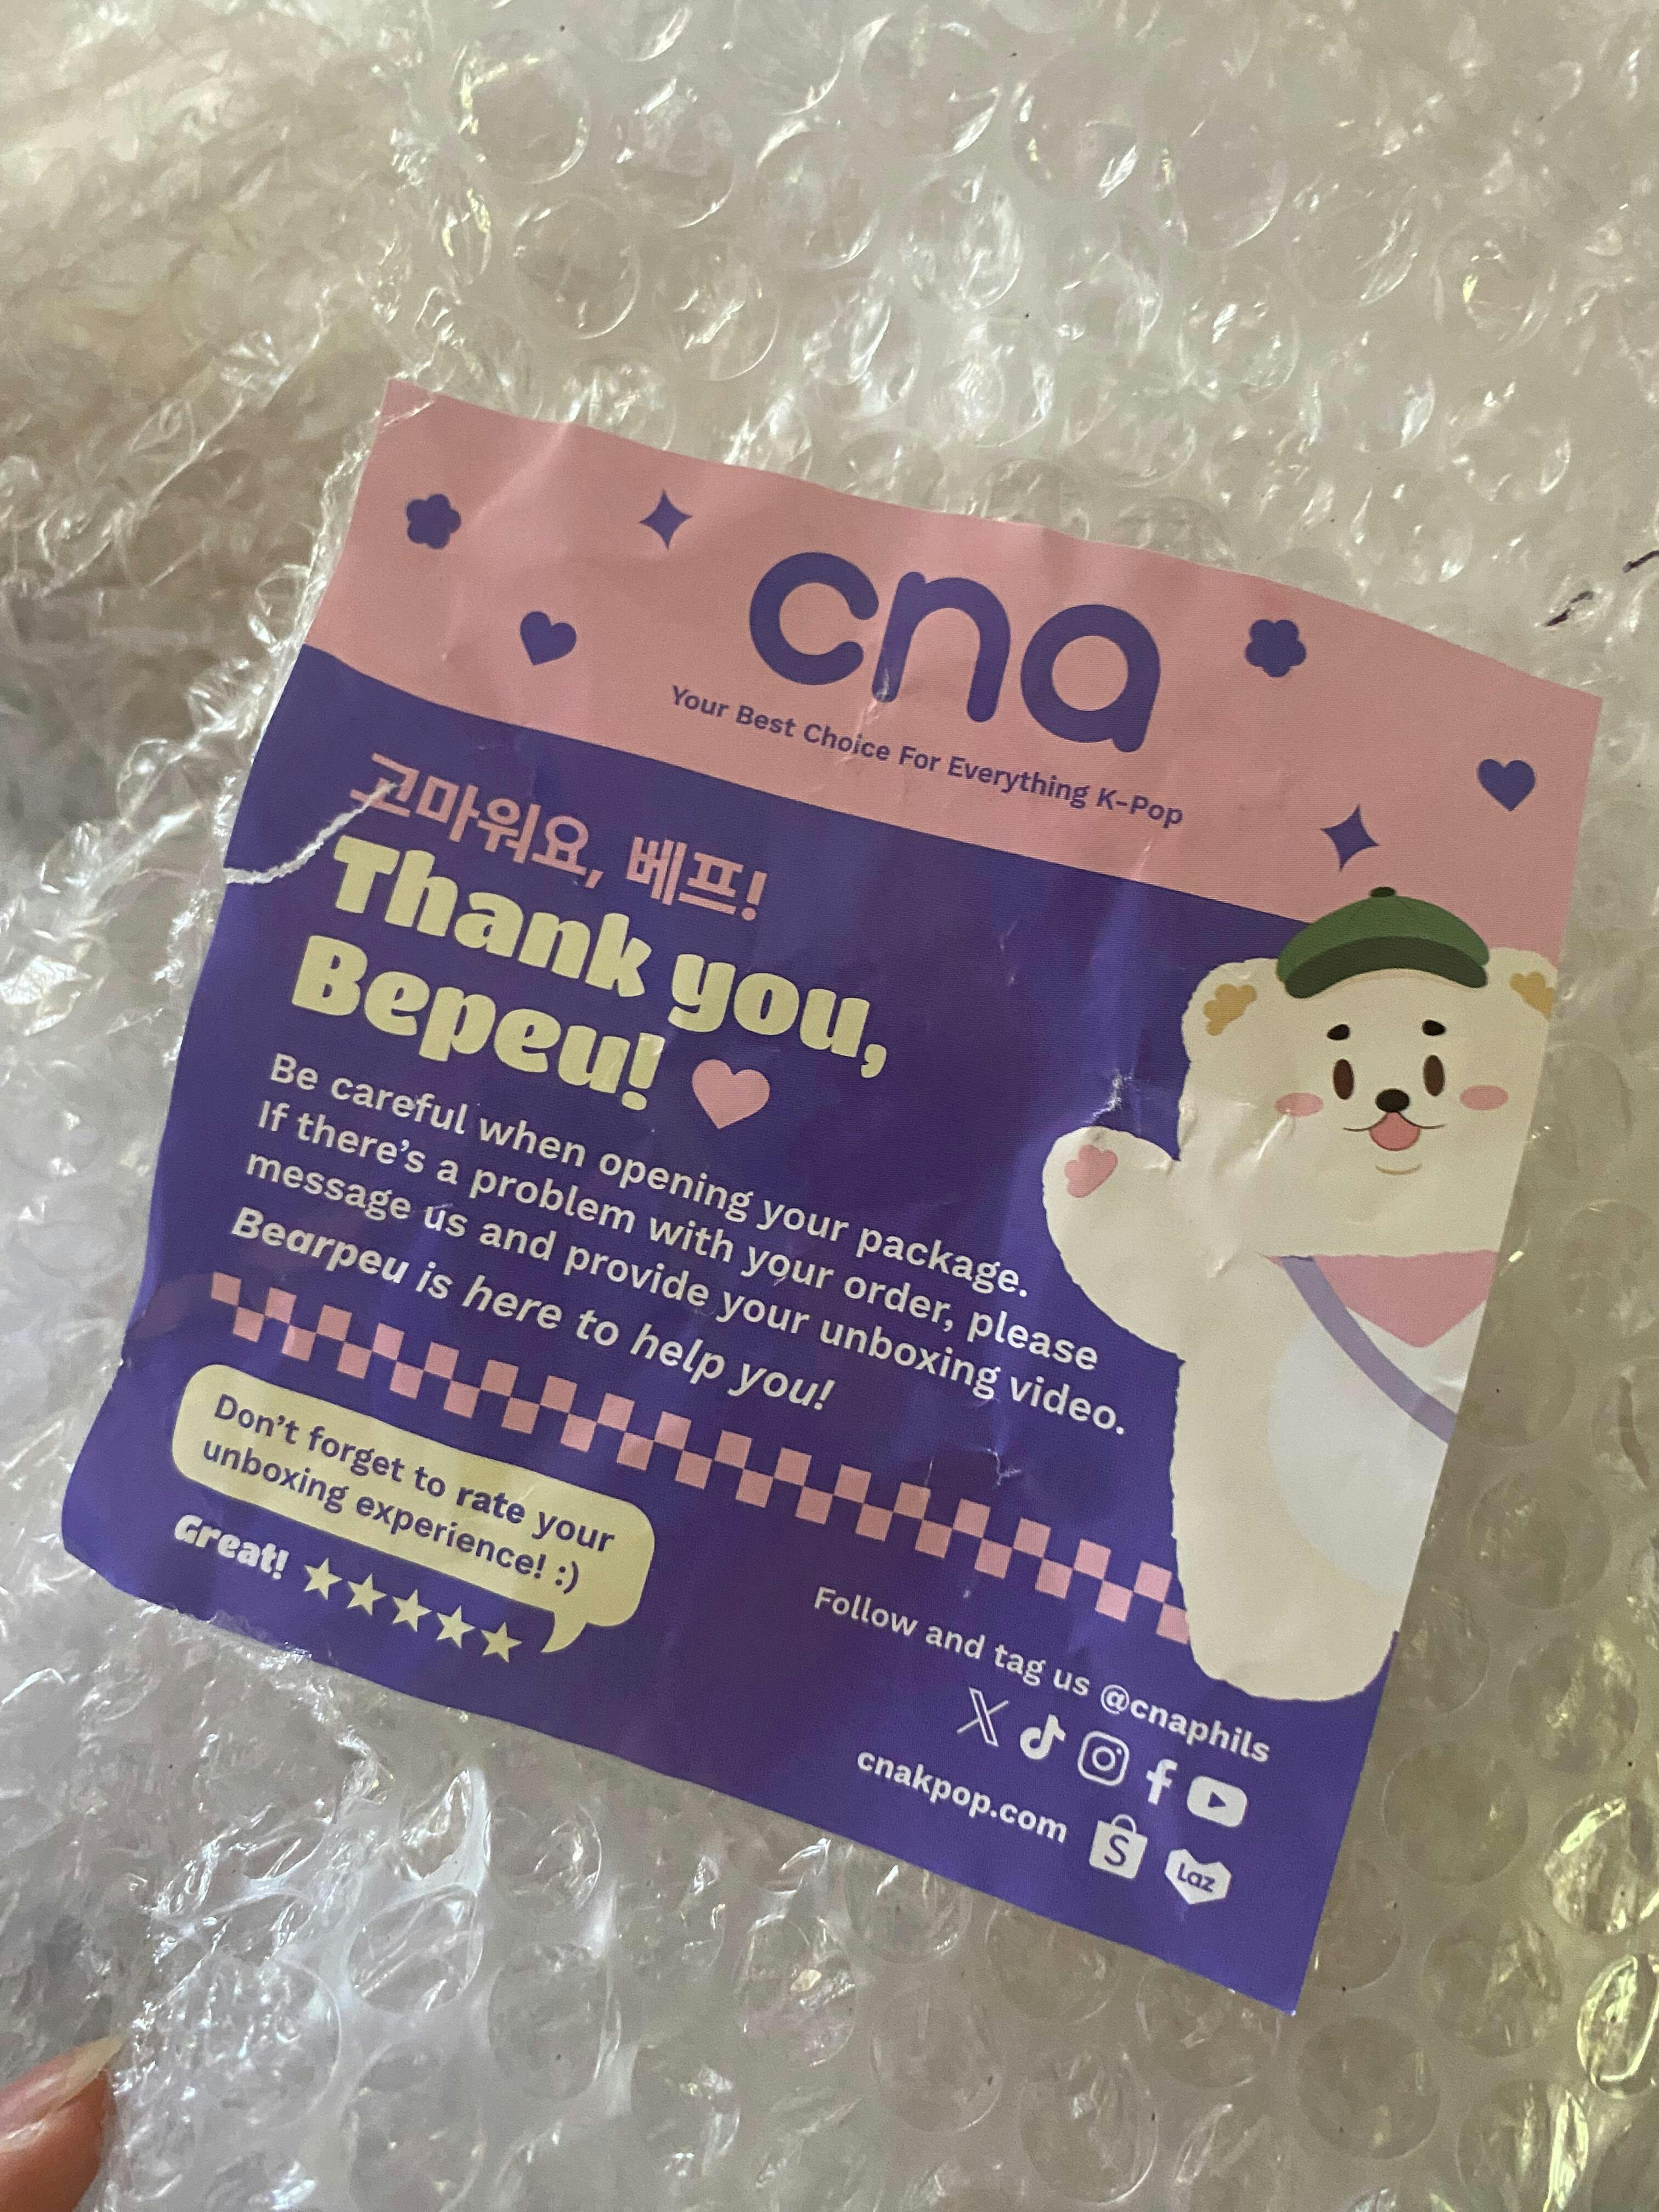 cna
Your Best Choice For Everything K-Pop
고마워요, 베프!
Thank you,
Bepeu!
Be careful when opening your package.
If there's a problem with your order, please
message us and provide your unboxing video.
Bearpeu is here to help you!
Don't forget to rate your
unboxing experience! :)
Great!
Follow and tag us @cnaphils
cnakpop.com
S
Laz